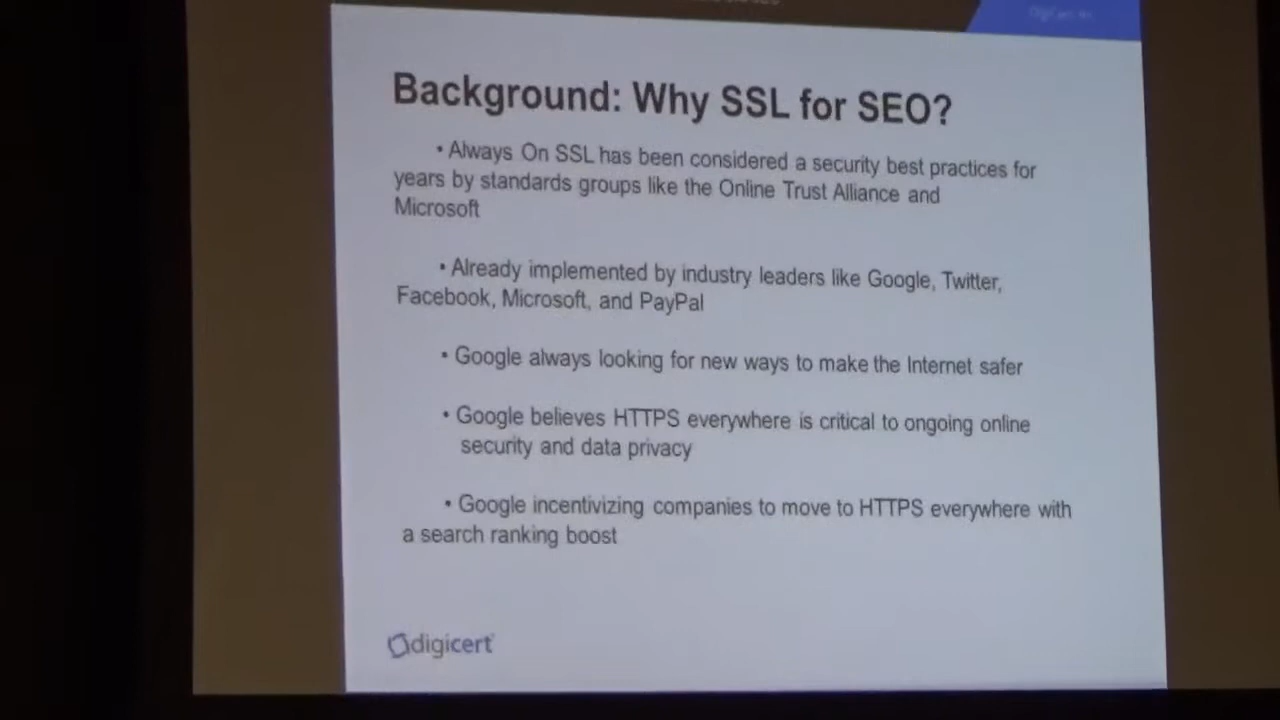 Background: Why SSL for SEO?
• Always On SSL has been considered a security best practices for
years by standards groups like the Online Trust Alliance and
Microsoft
• Already implemented by industry leaders like Google, Twitter,
Facebook, Microsoft, and PayPal
• Google always looking for new ways to make the Internet safer
• Google believes HTTPS everywhere is critical to ongoing online
security and data privacy
• Google incentivizing companies to move to HTTPS everywhere with
a search ranking boost
digicert